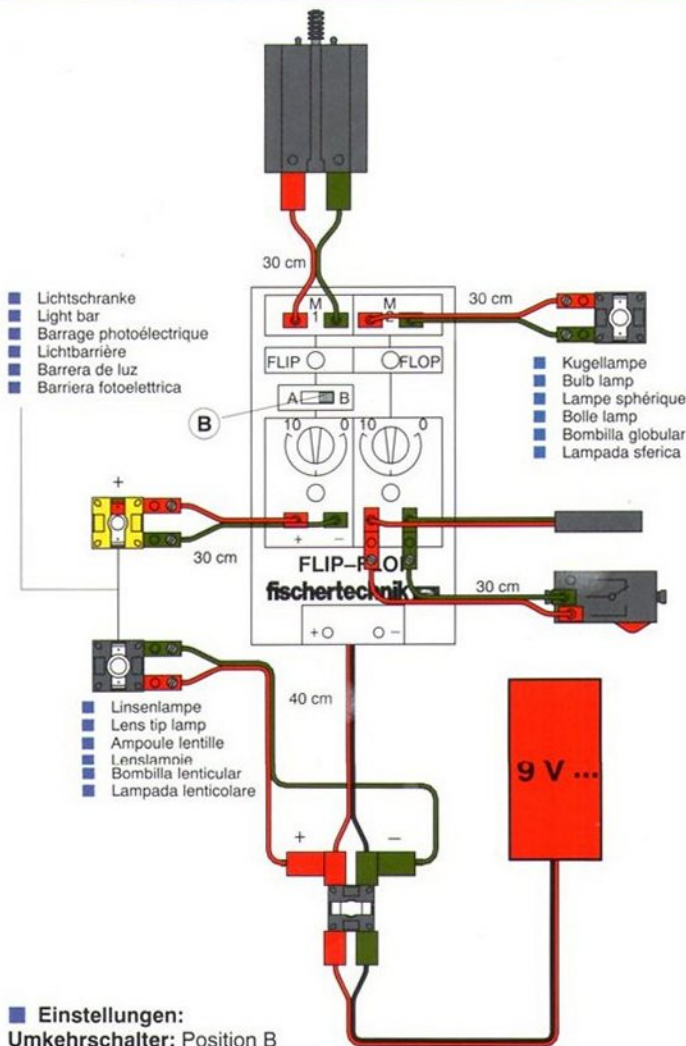 30 cm
M 1
M 2
30 cm
Lichtschranke
Light bar
Barrage photoélectrique
Lichtbarrière
Barrera de luz
Barriera fotoelettrica
FLIP
FLOP
A B
B
Kugellampe
Bulb lamp
Lampe sphérique
Bolle lamp
Bombilla globular
Lampada sferica
10 0
10 0
+
30 cm
+ −
FLIP–FLOP
fischertechnik
30 cm
+ −
40 cm
Linsenlampe
Lens tip lamp
Ampoule lentille
Lenslampje
Bombilla lenticular
Lampada lenticolare
9 V ...
+ −
Einstellungen:
Umkehrschalter: Position B